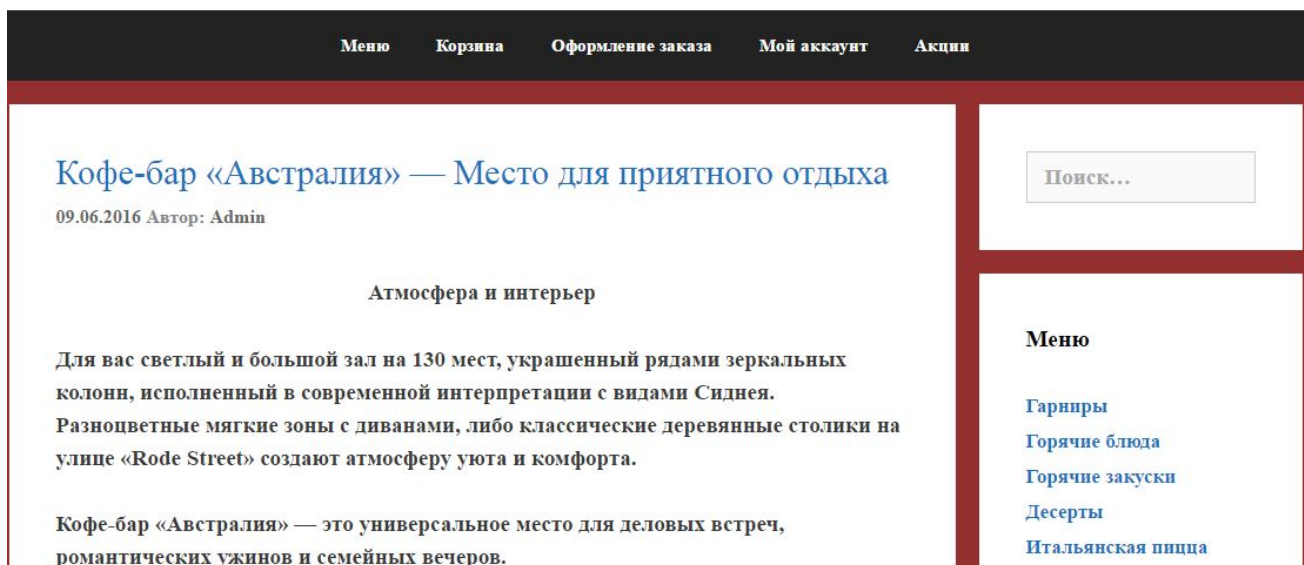 Меню Корзина Оформление заказа Мой аккаунт Акции
Кофе-бар «Австралия» — Место для приятного отдыха
09.06.2016 Автор: Admin
Атмосфера и интерьер
Для вас светлый и большой зал на 130 мест, украшенный рядами зеркальных
колонн, исполненный в современной интерпретации с видами Сиднея.
Разноцветные мягкие зоны с диванами, либо классические деревянные столики на
улице «Rode Street» создают атмосферу уюта и комфорта.
Кофе-бар «Австралия» — это универсальное место для деловых встреч,
романтических ужинов и семейных вечеров.
Поиск…
Меню
Гарниры
Горячие блюда
Горячие закуски
Десерты
Итальянская пицца